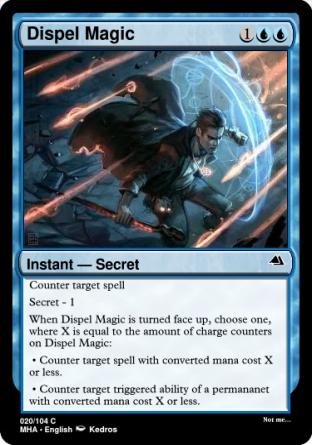 Dispel Magic 1
Instant — Secret
Counter target spell
Secret - 1
When Dispel Magic is turned face up, choose one,
where X is equal to the amount of charge counters
on Dispel Magic:
• Counter target spell with converted mana cost X
or less.
• Counter target triggered ability of a permananet
with converted mana cost X or less.
020/104 C
MHA • English Kedros
Not me...